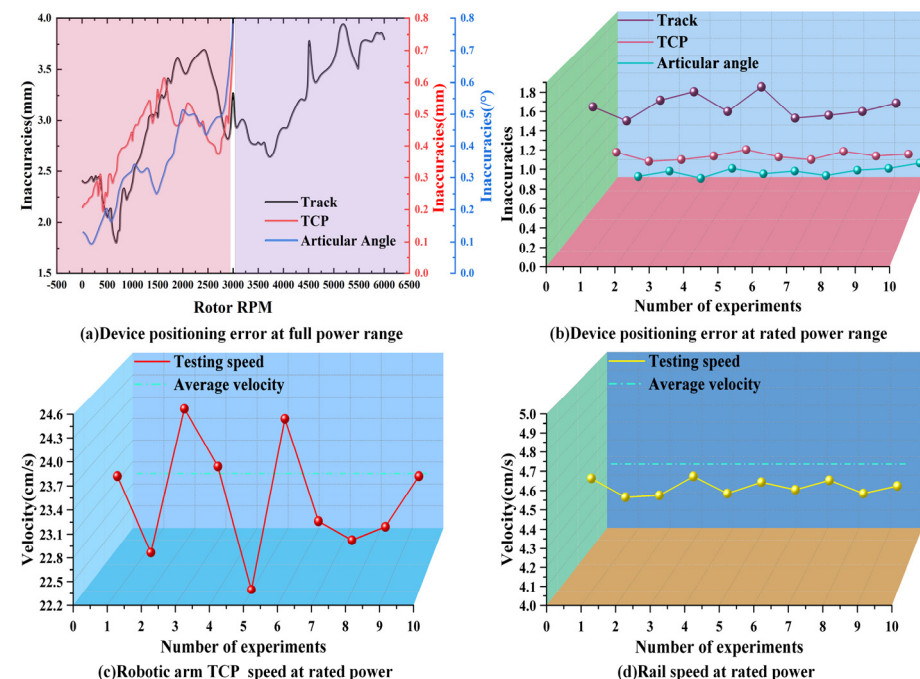 4.0
3.5
3.0
2.5
2.0
1.5
Inaccuracies(mm)
0.8
0.7
0.6
0.5
0.4
0.3
0.2
0.1
0.0
Inaccuracies(mm)
0.8
0.7
0.6
0.5
0.4
0.3
0.2
0.1
0.0
Inaccuracies(/°)
Track
TCP
Articular Angle
-500 0 500 1000 1500 2000 2500 3000 3500 4000 4500 5000 5500 6000 6500
Rotor RPM
(a)Device positioning error at full power range
Track
TCP
Articular angle
1.8
1.6
1.4
1.2
1.0
0.8
0.6
0.4
0.2
0.0
Inaccuracies
0 1 2 3 4 5 6 7 8 9 10
Number of experiments
(b)Device positioning error at rated power range
Testing speed
Average velocity
24.6
24.3
24.0
23.7
23.4
23.1
22.8
22.5
22.2
Velocity(cm/s)
0 1 2 3 4 5 6 7 8 9 10
Number of experiments
(c)Robotic arm TCP speed at rated power
Testing speed
Average velocity
5.0
4.9
4.8
4.7
4.6
4.5
4.4
4.3
4.2
4.1
4.0
Velocity(cm/s)
0 1 2 3 4 5 6 7 8 9 10
Number of experiments
(d)Rail speed at rated power